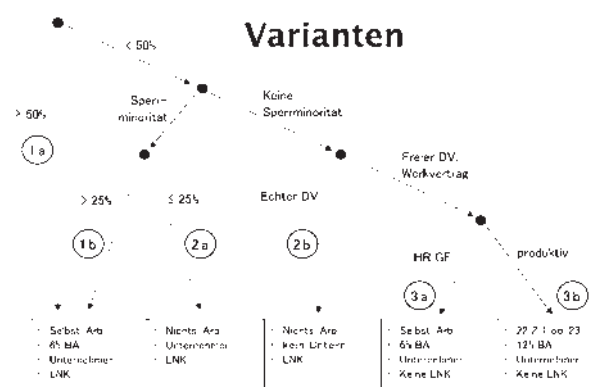 Varianten
< 50%
Sperr-
minorität
Keine
Sperrminorität
> 50%
1a
Freier DV,
Werkvertrag
> 25%
≤ 25%
Echter DV
1b
2a
2b
HR GF
produktiv
3a
3b
Selbst. Arb
6% BA
Unternehmer
LNK
Nichts. Arb
Unternehmer
LNK
Nichts. Arb
kein Untern
LNK
Selbst. Arb
6% BA
Unternehmer
Keine LNK
12% BA
Unternehmer
Keine LNK